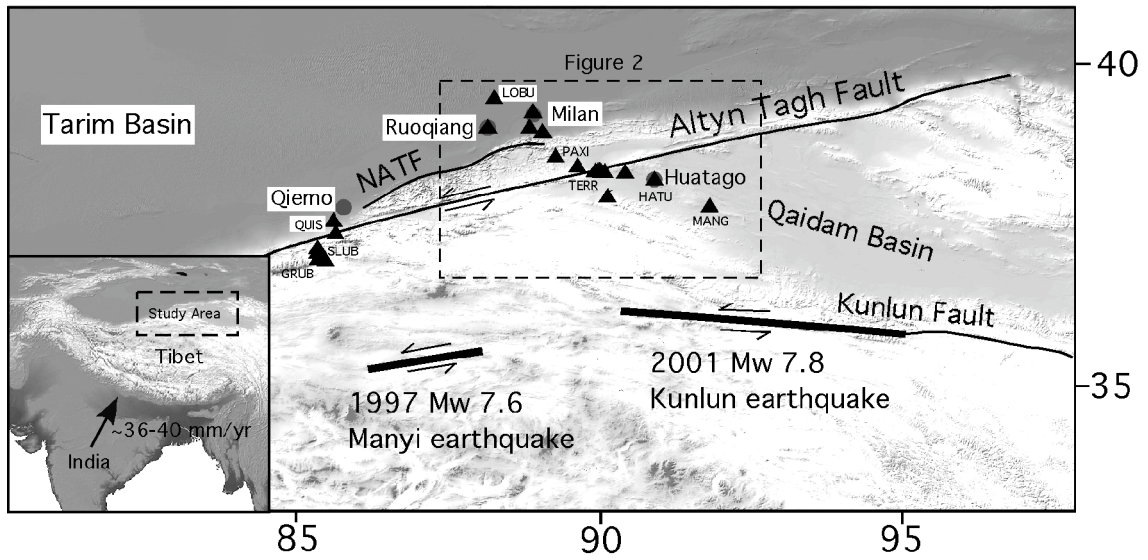 Figure 2
40
LOBU
Altyn Tagh Fault
Tarim Basin
Ruoqiang
Milan
NATF
PAXI
TERR
Huatago
HATU
Qierno
QUIS
MANG
Qaidam Basin
SLUB
GRUB
Study Area
Kunlun Fault
Tibet
2001 Mw 7.8
Kunlun earthquake
35
1997 Mw 7.6
Manyi earthquake
~36-40 mm/yr
India
85
90
95